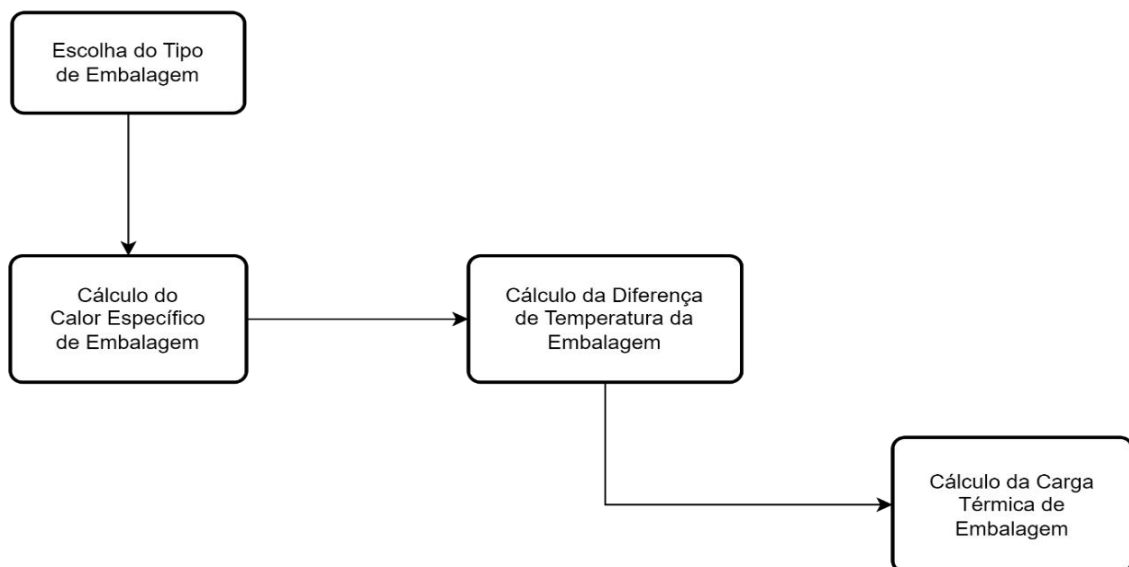 Escolha do Tipo
de Embalagem
Cálculo do
Calor Específico
de Embalagem
Cálculo da Diferença
de Temperatura da
Embalagem
Cálculo da Carga
Térmica de
Embalagem